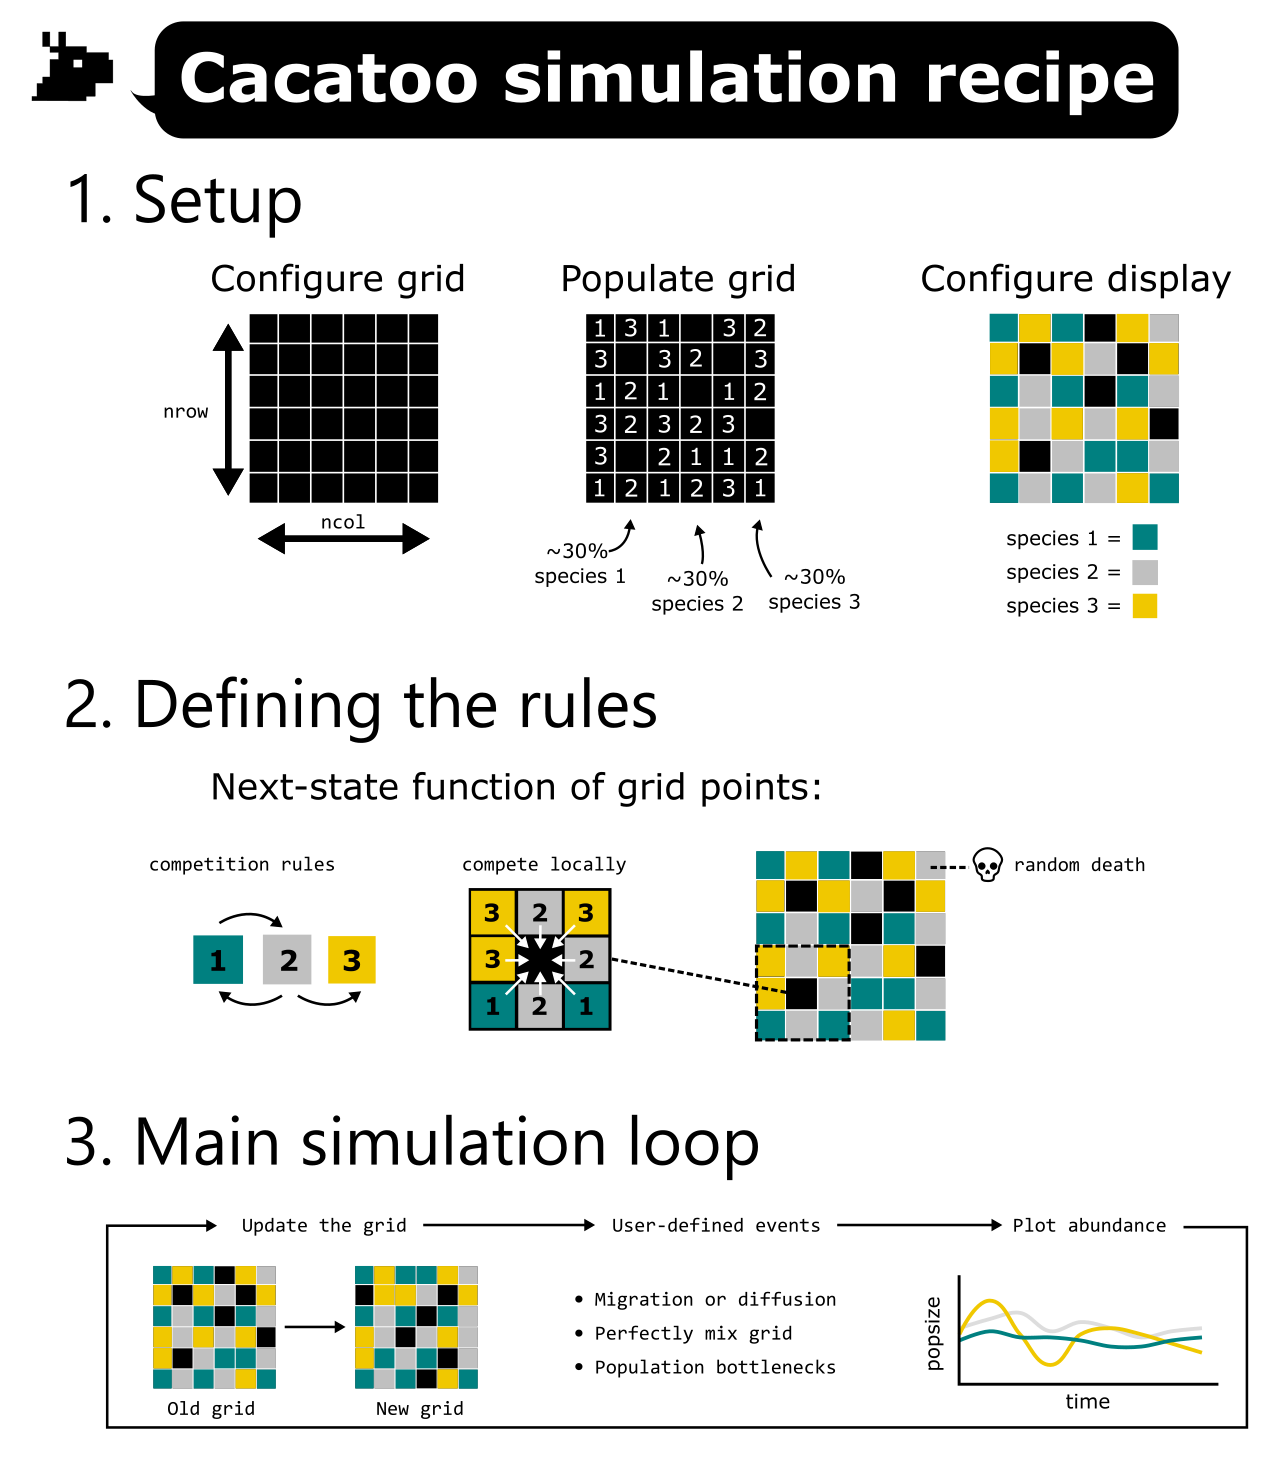 Cacatoo simulation recipe
1. Setup
Configure grid
Populate grid
Configure display
nrow
ncol
1 3 1 3 2
3 3 2 3
1 2 1 1 2
3 2 3 2 3
3 2 1 1 2
1 2 1 2 3 1
~30%
species 1
~30%
species 2
~30%
species 3
species 1 =
species 2 =
species 3 =
2. Defining the rules
Next-state function of grid points:
competition rules
1 2 3
compete locally
3 2 3
3 2
1 2 1
random death
3. Main simulation loop
Update the grid
User-defined events
Plot abundance
Old grid
New grid
• Migration or diffusion
• Perfectly mix grid
• Population bottlenecks
popsize
time